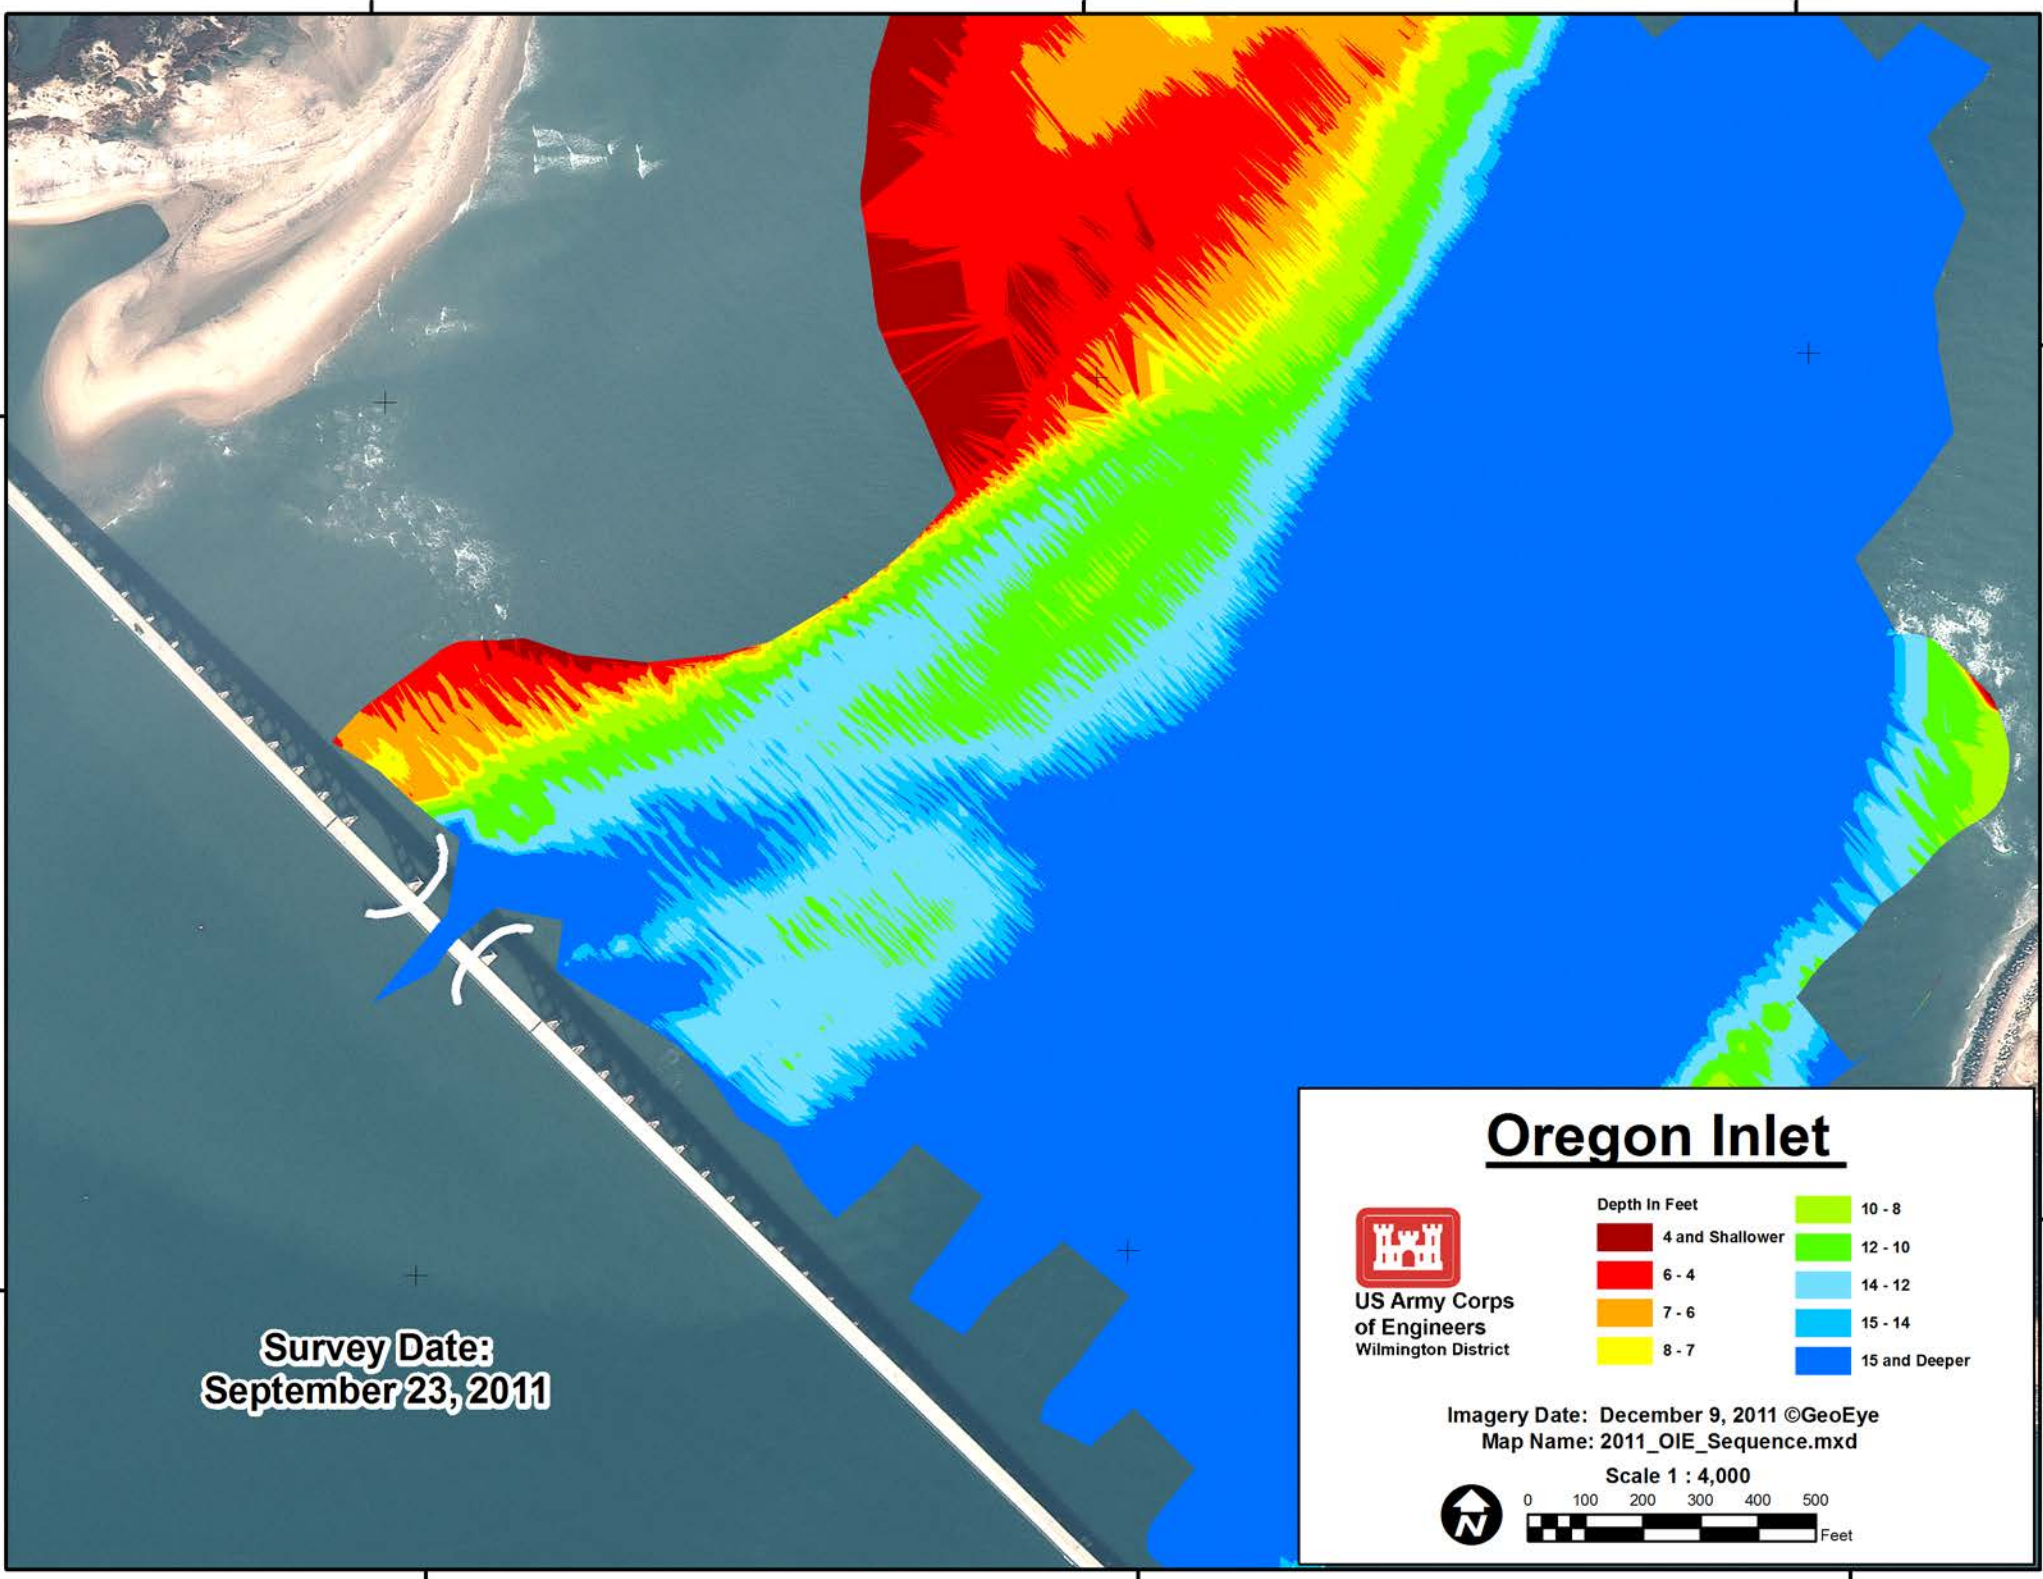 Survey Date:
September 23, 2011
Oregon Inlet
US Army Corps
of Engineers
Wilmington District
Depth In Feet
4 and Shallower
6 - 4
7 - 6
8 - 7
10 - 8
12 - 10
14 - 12
15 - 14
15 and Deeper
Imagery Date: December 9, 2011 ©GeoEye
Map Name: 2011_OIE_Sequence.mxd
Scale 1 : 4,000
N
0 100 200 300 400 500
Feet